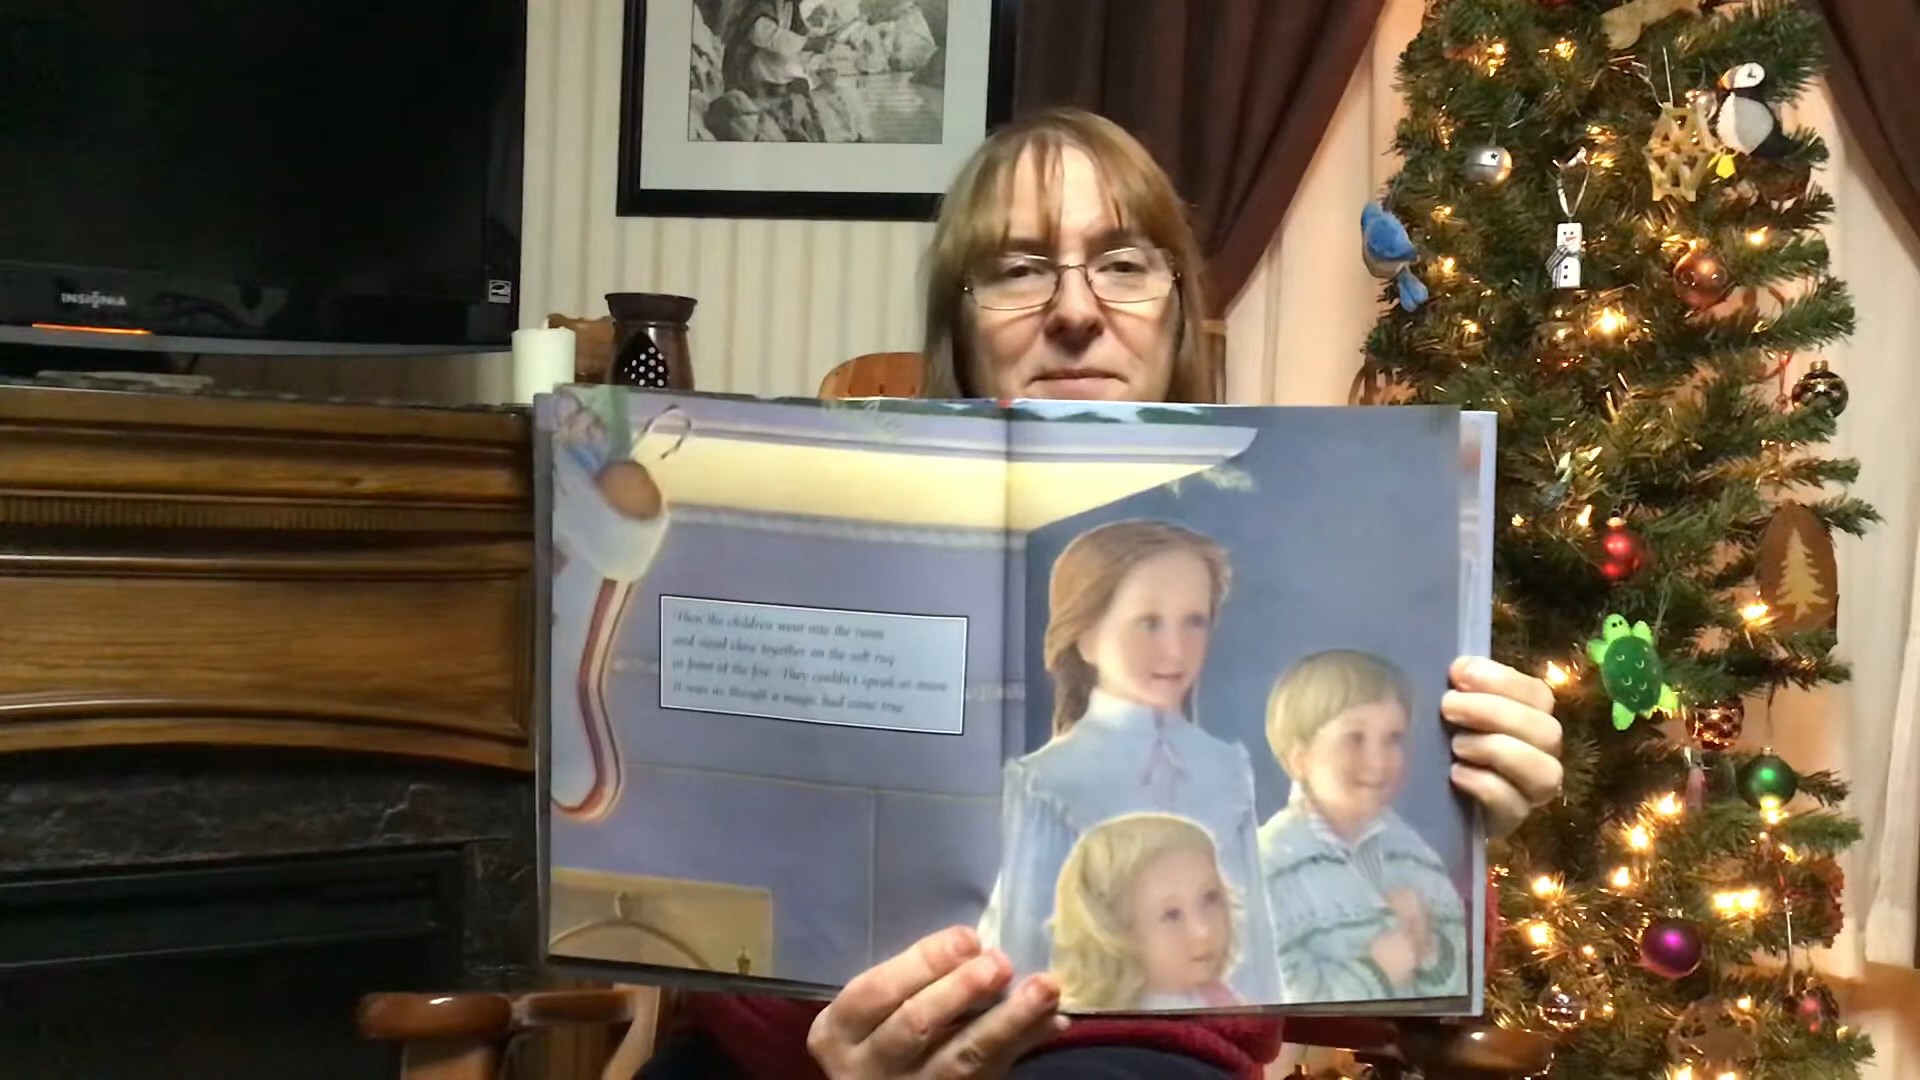 INSIGNIA
Then the children went into the room
and stood close together on the soft rug
in front of the fire. They couldn't speak or move
It was as though a magic had come true